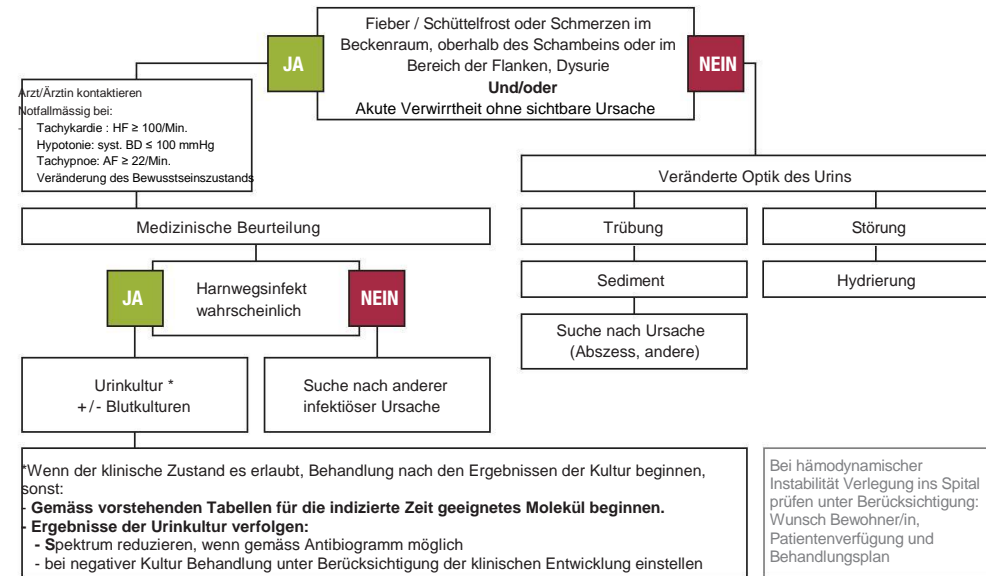 Fieber / Schüttelfrost oder Schmerzen im
Beckenraum, oberhalb des Schambeins oder im
Bereich der Flanken, Dysurie
Und/oder
Akute Verwirrtheit ohne sichtbare Ursache
JA
NEIN
Arzt/Ärztin kontaktieren
Notfallmässig bei:
- Tachykardie : HF ≥ 100/Min.
Hypotonie: syst. BD ≤ 100 mmHg
Tachypnoe: AF ≥ 22/Min.
Veränderung des Bewusstseinszustands
Medizinische Beurteilung
JA
Harnwegsinfekt
wahrscheinlich
NEIN
Urinkultur *
+/- Blutkulturen
Suche nach anderer
infektiöser Ursache
Veränderte Optik des Urins
Trübung
Störung
Sediment
Hydrierung
Suche nach Ursache
(Abszess, andere)
*Wenn der klinische Zustand es erlaubt, Behandlung nach den Ergebnissen der Kultur beginnen,
sonst:
- Gemäss vorstehenden Tabellen für die indizierte Zeit geeignetes Molekül beginnen.
- Ergebnisse der Urinkultur verfolgen:
- Spektrum reduzieren, wenn gemäss Antibiogramm möglich
- bei negativer Kultur Behandlung unter Berücksichtigung der klinischen Entwicklung einstellen
Bei hämodynamischer
Instabilität Verlegung ins Spital
prüfen unter Berücksichtigung:
Wunsch Bewohner/in,
Patientenverfügung und
Behandlungsplan